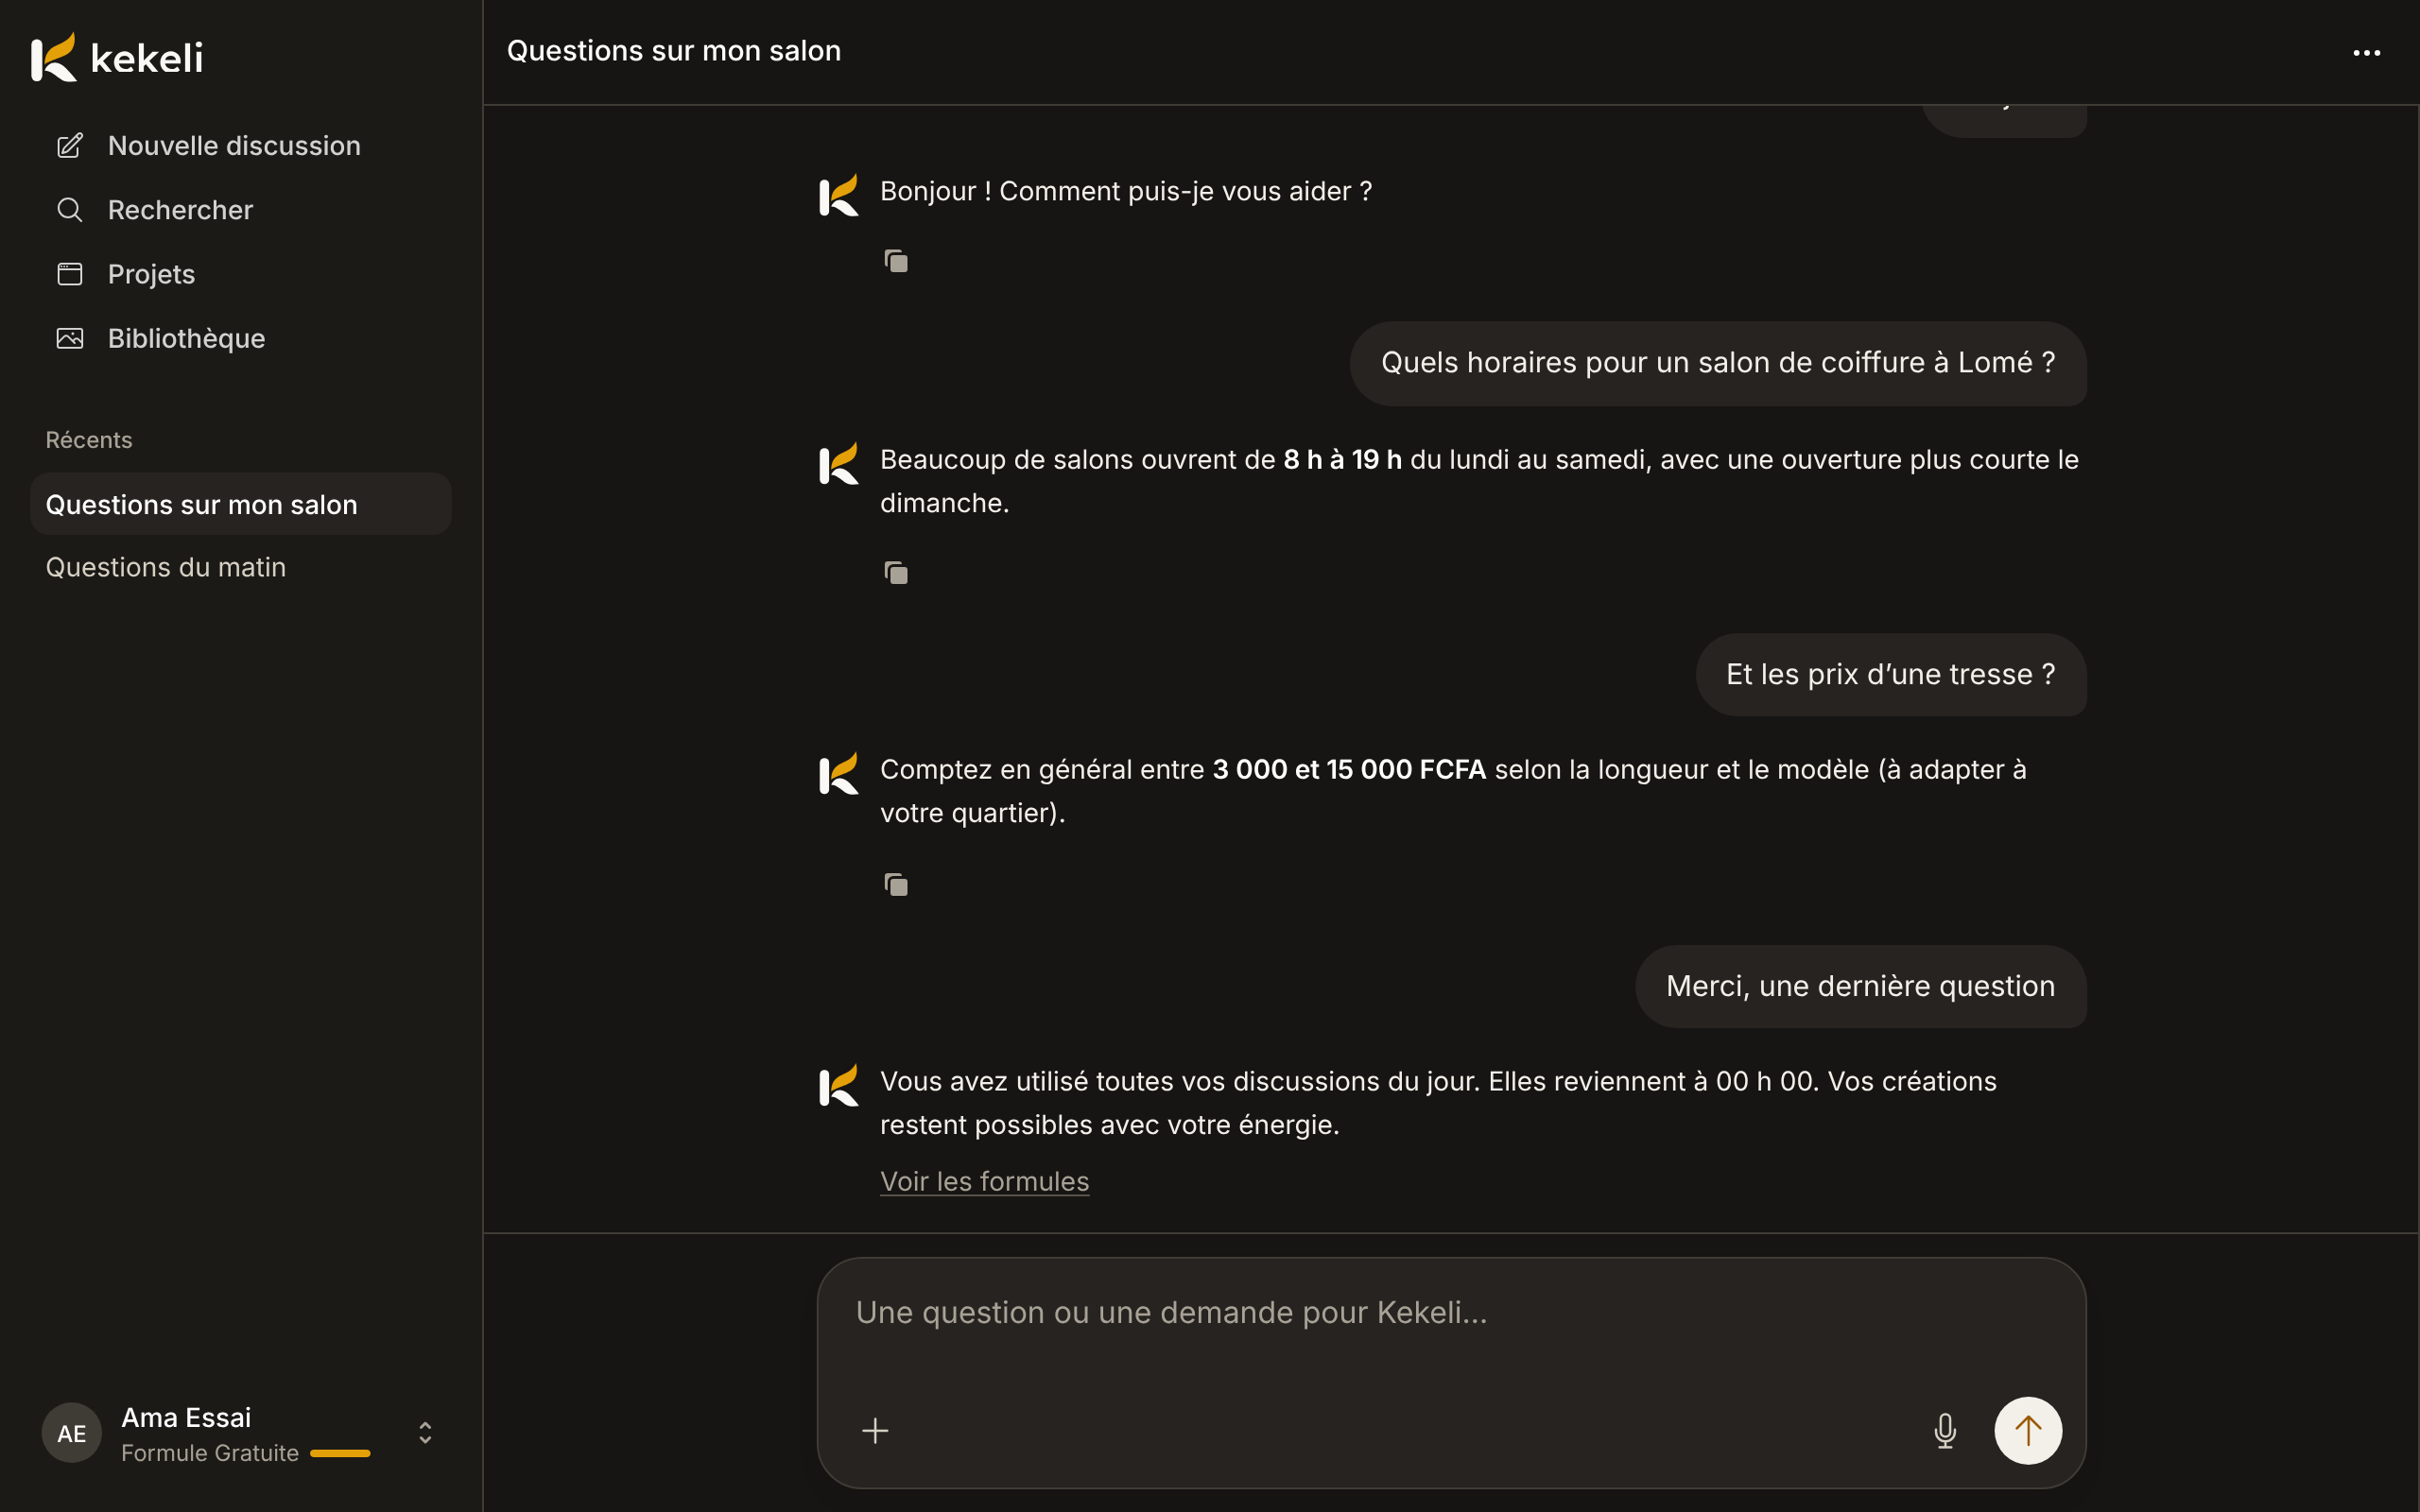 kekeli
Nouvelle discussion
Rechercher
Projets
Bibliothèque
Récents
Questions sur mon salon
Questions du matin
AE
Ama Essai
Formule Gratuite
Questions sur mon salon
Bonjour ! Comment puis-je vous aider ?
Quels horaires pour un salon de coiffure à Lomé ?
Beaucoup de salons ouvrent de 8 h à 19 h du lundi au samedi, avec une ouverture plus courte le
dimanche.
Et les prix d’une tresse ?
Comptez en général entre 3 000 et 15 000 FCFA selon la longueur et le modèle (à adapter à
votre quartier).
Merci, une dernière question
Vous avez utilisé toutes vos discussions du jour. Elles reviennent à 00 h 00. Vos créations
restent possibles avec votre énergie.
Voir les formules
Une question ou une demande pour Kekeli...